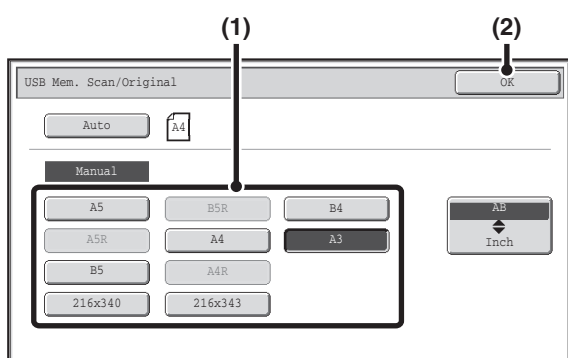 (1) (2)
USB Mem. Scan/Original OK
Auto A4
Manual
A5 B5R B4 AB
A5R A4 A3 Inch
B5 A4R
216x340 216x343